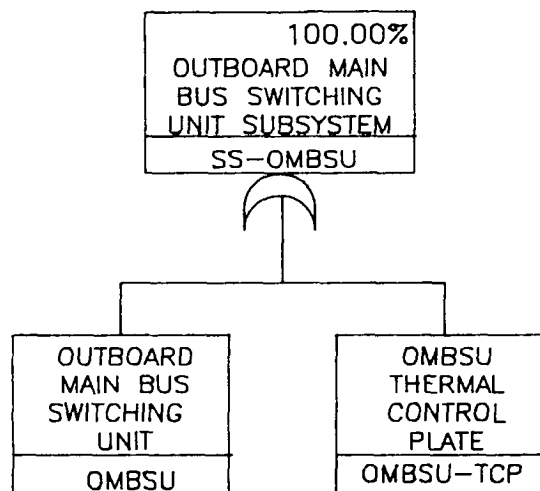 100.00%
OUTBOARD MAIN
BUS SWITCHING
UNIT SUBSYSTEM
SS-OMBSU
OUTBOARD
MAIN BUS
SWITCHING
UNIT
OMBSU
OMBSU
THERMAL
CONTROL
PLATE
OMBSU-TCP